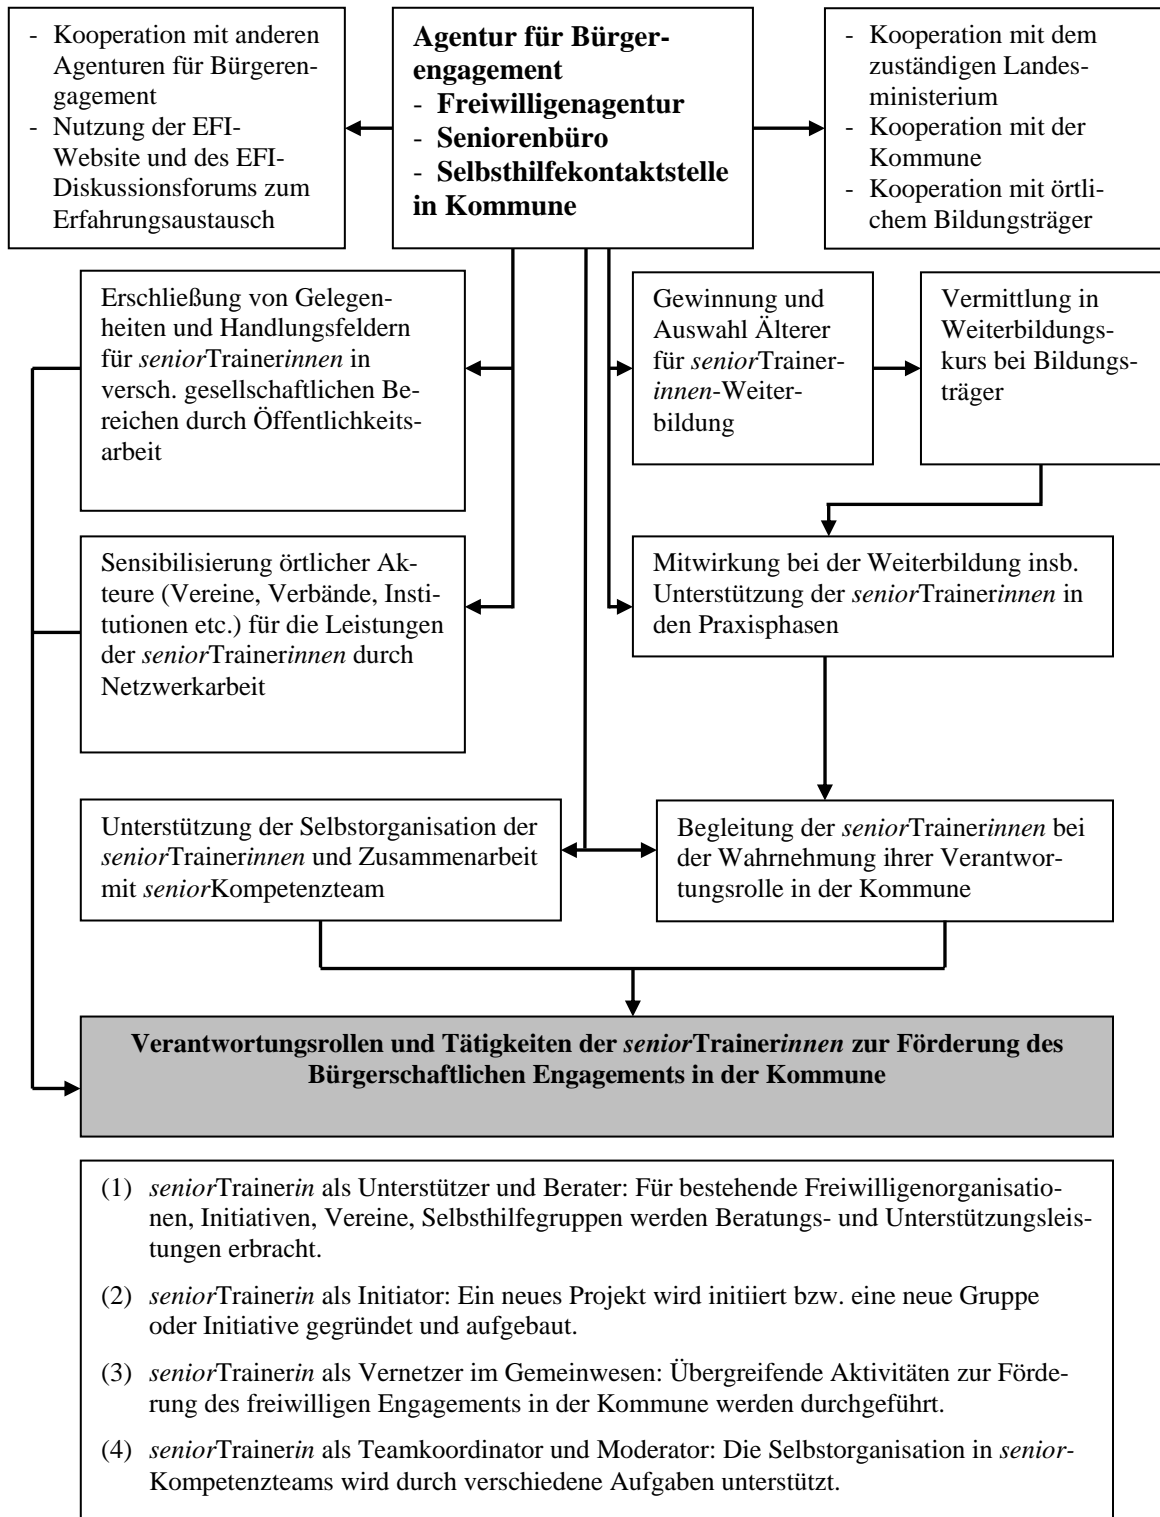 - Kooperation mit anderen
Agenturen für Bürgeren-
gagement
- Nutzung der EFI-
Website und des EFI-
Diskussionsforums zum
Erfahrungsaustausch
Agentur für Bürger-
engagement
- Freiwilligenagentur
- Seniorenbüro
- Selbsthilfekontaktstelle
in Kommune
- Kooperation mit dem
zuständigen Landes-
ministerium
- Kooperation mit der
Kommune
- Kooperation mit örtli-
chem Bildungsträger
Erschließung von Gelegen-
heiten und Handlungsfeldern
für seniorTrainerinnen in
versch. gesellschaftlichen Be-
reichen durch Öffentlichkeits-
arbeit
Gewinnung und
Auswahl Älterer
für seniorTrainer-
innen-Weiter-
bildung
Vermittlung in
Weiterbildungs-
kurs bei Bildungs-
träger
Sensibilisierung örtlicher Ak-
teure (Vereine, Verbände, Insti-
tutionen etc.) für die Leistungen
der seniorTrainerinnen durch
Netzwerkarbeit
Mitwirkung bei der Weiterbildung insb.
Unterstützung der seniorTrainerinnen in
den Praxisphasen
Unterstützung der Selbstorganisation der
seniorTrainerinnen und Zusammenarbeit
mit seniorKompetenzteam
Begleitung der seniorTrainerinnen bei
der Wahrnehmung ihrer Verantwor-
tungsrolle in der Kommune
Verantwortungsrollen und Tätigkeiten der seniorTrainerinnen zur Förderung des
Bürgerschaftlichen Engagements in der Kommune
(1) seniorTrainerin als Unterstützer und Berater: Für bestehende Freiwilligenorganisatio-
nen, Initiativen, Vereine, Selbsthilfegruppen werden Beratungs- und Unterstützungsleis-
tungen erbracht.
(2) seniorTrainerin als Initiator: Ein neues Projekt wird initiiert bzw. eine neue Gruppe
oder Initiative gegründet und aufgebaut.
(3) seniorTrainerin als Vernetzer im Gemeinwesen: Übergreifende Aktivitäten zur Förde-
rung des freiwilligen Engagements in der Kommune werden durchgeführt.
(4) seniorTrainerin als Teamkoordinator und Moderator: Die Selbstorganisation in senior-
Kompetenzteams wird durch verschiedene Aufgaben unterstützt.